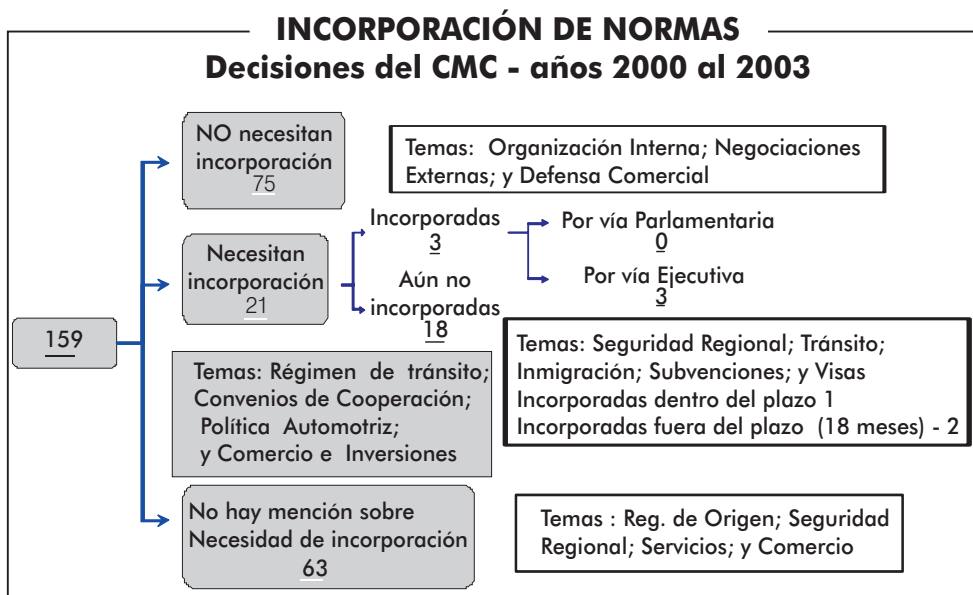 INCORPORACIÓN DE NORMAS
Decisiones del CMC - años 2000 al 2003
NO necesitan
incorporación
75
Temas: Organización Interna; Negociaciones
Externas; y Defensa Comercial
Necesitan
incorporación
21
Incorporadas
3
Por vía Parlamentaria
0
Por vía Ejecutiva
3
Aún no
incorporadas
18
159
Temas: Régimen de tránsito;
Convenios de Cooperación;
Política Automotriz;
y Comercio e Inversiones
Temas: Seguridad Regional; Tránsito;
Inmigración; Subvenciones; y Visas
Incorporadas dentro del plazo 1
Incorporadas fuera del plazo (18 meses) - 2
No hay mención sobre
Necesidad de incorporación
63
Temas : Reg. de Origen; Seguridad
Regional; Servicios; y Comercio